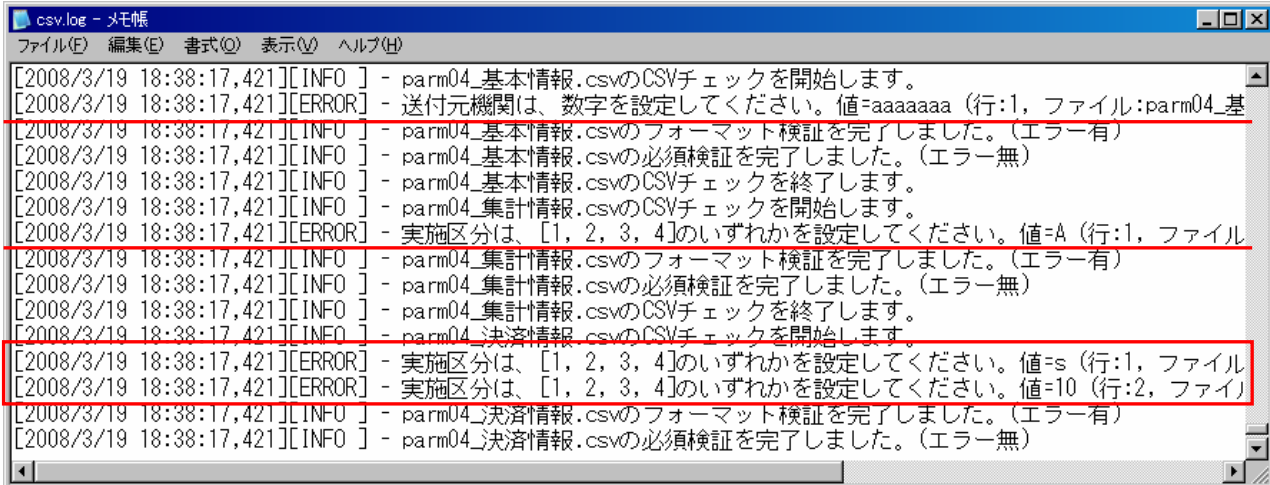 csv.log - メモ帳
ファイル(F) 編集(E) 書式(O) 表示(V) ヘルプ(H)
[2008/3/19 18:38:17,421][INFO ] - parm04_基本情報.csvのCSVチェックを開始します。
[2008/3/19 18:38:17,421][ERROR] - 送付元機関は、数字を設定してください。値=aaaaaaa (行:1, ファイル:parm04_基
[2008/3/19 18:38:17,421][INFO ] - parm04_基本情報.csvのフォーマット検証を完了しました。(エラー有)
[2008/3/19 18:38:17,421][INFO ] - parm04_基本情報.csvの必須検証を完了しました。(エラー無)
[2008/3/19 18:38:17,421][INFO ] - parm04_基本情報.csvのCSVチェックを終了します。
[2008/3/19 18:38:17,421][INFO ] - parm04_集計情報.csvのCSVチェックを開始します。
[2008/3/19 18:38:17,421][ERROR] - 実施区分は、[1, 2, 3, 4]のいずれかを設定してください。値=A (行:1, ファイル
[2008/3/19 18:38:17,421][INFO ] - parm04_集計情報.csvのフォーマット検証を完了しました。(エラー有)
[2008/3/19 18:38:17,421][INFO ] - parm04_集計情報.csvの必須検証を完了しました。(エラー無)
[2008/3/19 18:38:17,421][INFO ] - parm04_集計情報.csvのCSVチェックを終了します。
[2008/3/19 18:38:17,421][INFO ] - parm04_決済情報.csvのCSVチェックを開始します。
[2008/3/19 18:38:17,421][ERROR] - 実施区分は、[1, 2, 3, 4]のいずれかを設定してください。値=s (行:1, ファイル
[2008/3/19 18:38:17,421][ERROR] - 実施区分は、[1, 2, 3, 4]のいずれかを設定してください。値=10 (行:2, ファイル
[2008/3/19 18:38:17,421][INFO ] - parm04_決済情報.csvのフォーマット検証を完了しました。(エラー有)
[2008/3/19 18:38:17,421][INFO ] - parm04_決済情報.csvの必須検証を完了しました。(エラー無)